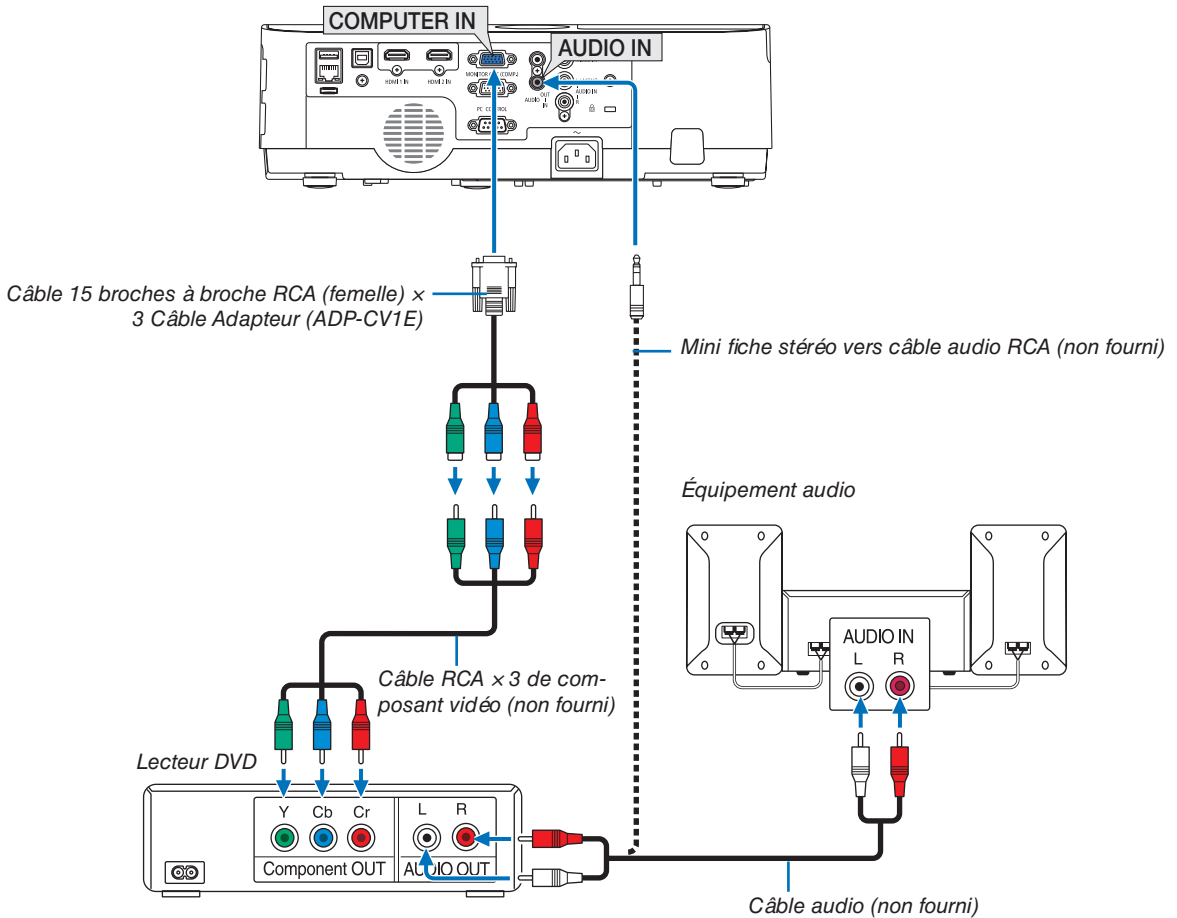 COMPUTER IN
AUDIO IN
HDMI 1 IN
HDMI 2 IN
PC CONTROL
AUDIO
OUT
IN
AUDIO IN
R
Câble 15 broches à broche RCA (femelle) ×
3 Câble Adapteur (ADP-CV1E)
Mini fiche stéréo vers câble audio RCA (non fourni)
Équipement audio
AUDIO IN
L R
Câble RCA × 3 de com-
posant vidéo (non fourni)
Lecteur DVD
Y Cb Cr
L R
Component OUT
AUDIO OUT
Câble audio (non fourni)